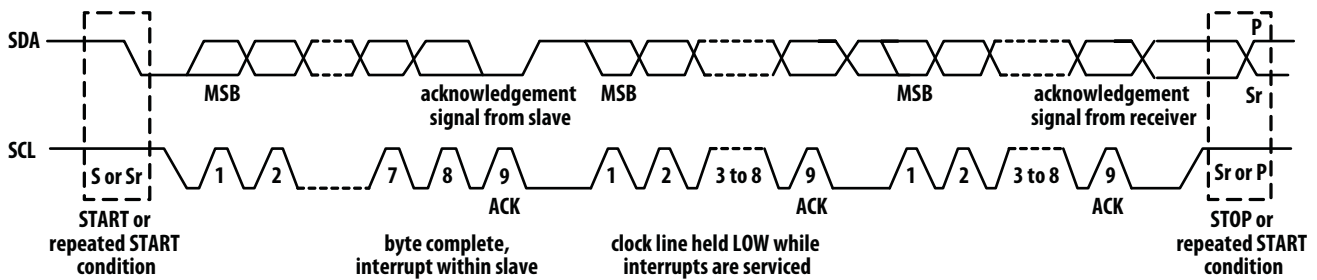 SDA
P
MSB
acknowledgement
signal from slave
MSB
MSB
acknowledgement
signal from receiver
Sr
SCL
S or Sr
1
2
7
8
9
1
2
3 to 8
9
1
2
3 to 8
9
Sr or P
ACK
ACK
ACK
START or
repeated START
condition
byte complete,
interrupt within slave
clock line held LOW while
interrupts are serviced
STOP or
repeated START
condition